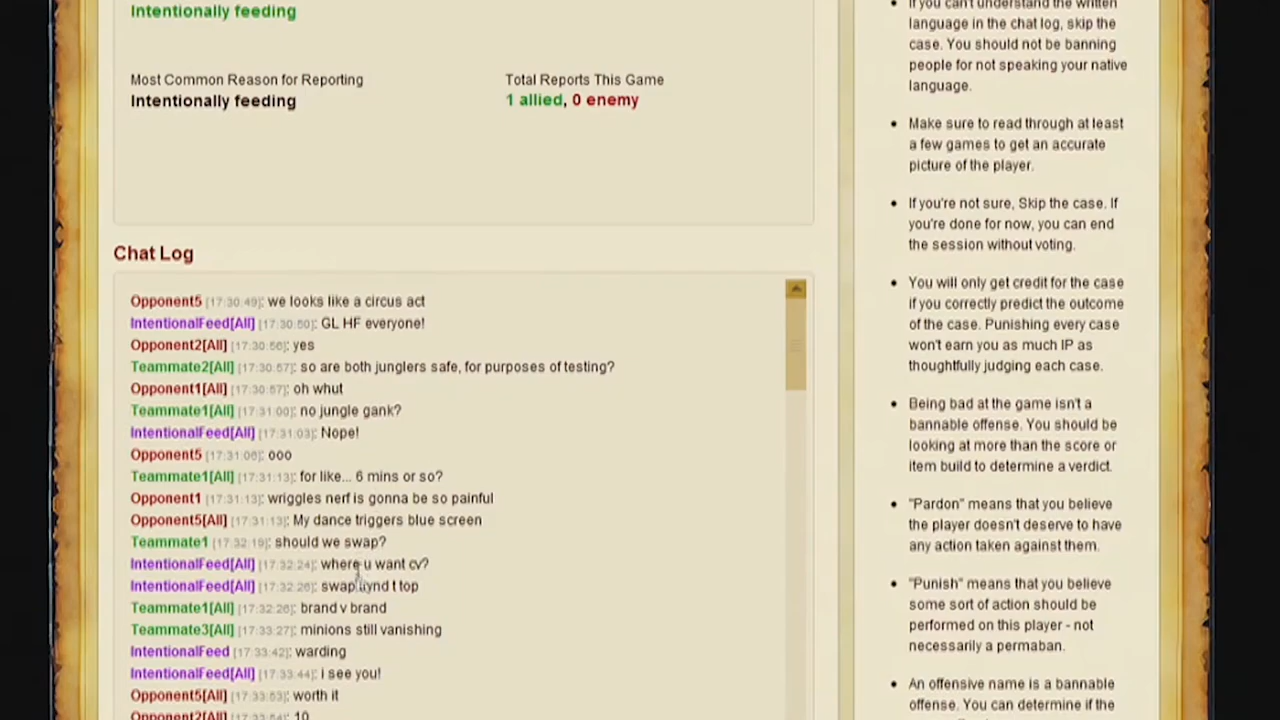 Intentionally feeding
Most Common Reason for Reporting
Intentionally feeding
Total Reports This Game
1 allied, 0 enemy
Chat Log
Opponent5 [17:30:49]: we looks like a circus act
IntentionalFeed[All] [17:30:50]: GL HF everyone!
Opponent2[All] [17:30:56]: yes
Teammate2[All] [17:30:57]: so are both junglers safe, for purposes of testing?
Opponent1[All] [17:30:57]: oh whut
Teammate1[All] [17:31:00]: no jungle gank?
IntentionalFeed[All] [17:31:03]: Nope!
Opponent5 [17:31:06]: ooo
Teammate1[All] [17:31:13]: for like... 6 mins or so?
Opponent1 [17:31:13]: wriggles nerf is gonna be so painful
Opponent5[All] [17:31:13]: My dance triggers blue screen
Teammate1 [17:32:19]: should we swap?
IntentionalFeed[All] [17:32:24]: where u want cv?
IntentionalFeed[All] [17:32:26]: swap t top
Teammate1[All] [17:32:26]: brand v brand
Teammate3[All] [17:33:27]: minions still vanishing
IntentionalFeed [17:33:42]: warding
IntentionalFeed[All] [17:33:44]: i see you!
Opponent5[All] [17:33:53]: worth it
Opponent2[All] [17:33:54]: 10
If you can't understand the written
language in the chat log, skip the
case. You should not be banning
people for not speaking your native
language.
Make sure to read through at least
a few games to get an accurate
picture of the player.
If you're not sure, Skip the case. If
you're done for now, you can end
the session without voting.
You will only get credit for the case
if you correctly predict the outcome
of the case. Punishing every case
won't earn you as much IP as
thoughtfully judging each case.
Being bad at the game isn't a
bannable offense. You should be
looking at more than the score or
item build to determine a verdict.
"Pardon" means that you believe
the player doesn't deserve to have
any action taken against them.
"Punish" means that you believe
some sort of action should be
performed on this player - not
necessarily a permaban.
An offensive name is a bannable
offense. You can determine if the